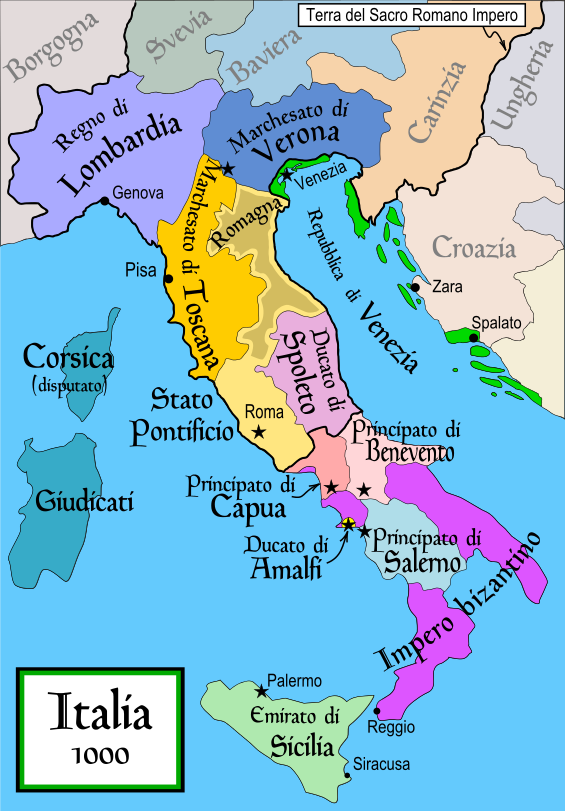 Terra del Sacro Romano Impero
Borgogna
Svevia
Baviera
Carinzia
Ungheria
Regno di
Lombardia
Marchesato di
Verona
Genova
Venezia
Marchesato di Toscana
Romagna
Repubblica di Venezia
Croazia
Pisa
Zara
Spalato
Corsica
(disputato)
Ducato di
Spoleto
Stato
Pontificio
Roma
Principato di
Benevento
Giudicati
Principato di
Capua
Ducato di
Amalfi
Principato di
Salerno
Impero bizantino
Italia
1000
Palermo
Emirato di
Sicilia
Reggio
Siracusa